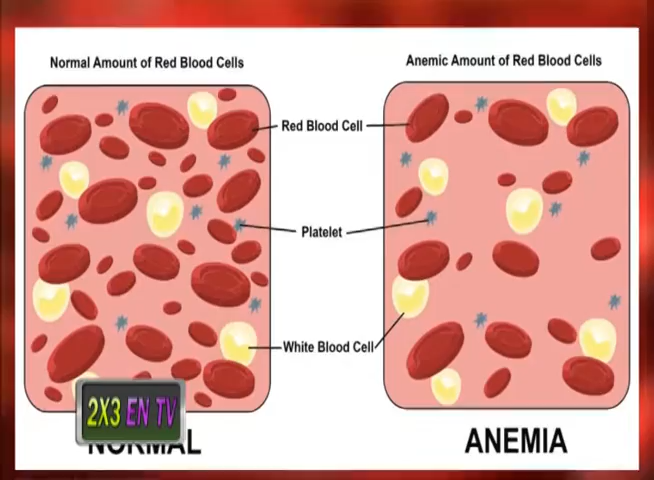 Normal Amount of Red Blood Cells
Anemic Amount of Red Blood Cells
Red Blood Cell
Platelet
White Blood Cell
2X3 EN TV
NORMAL
ANEMIA